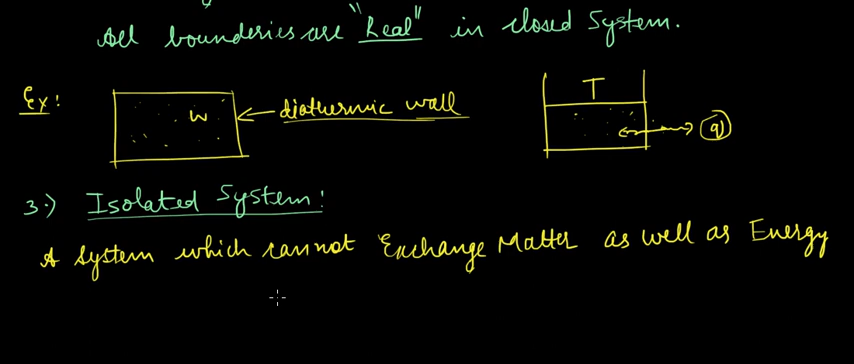 All bounderies are "Real" in closed System.
Ex:
W
diathermic wall
T
q
3.) Isolated System:
A System which cannot Exchange Matter as well as Energy